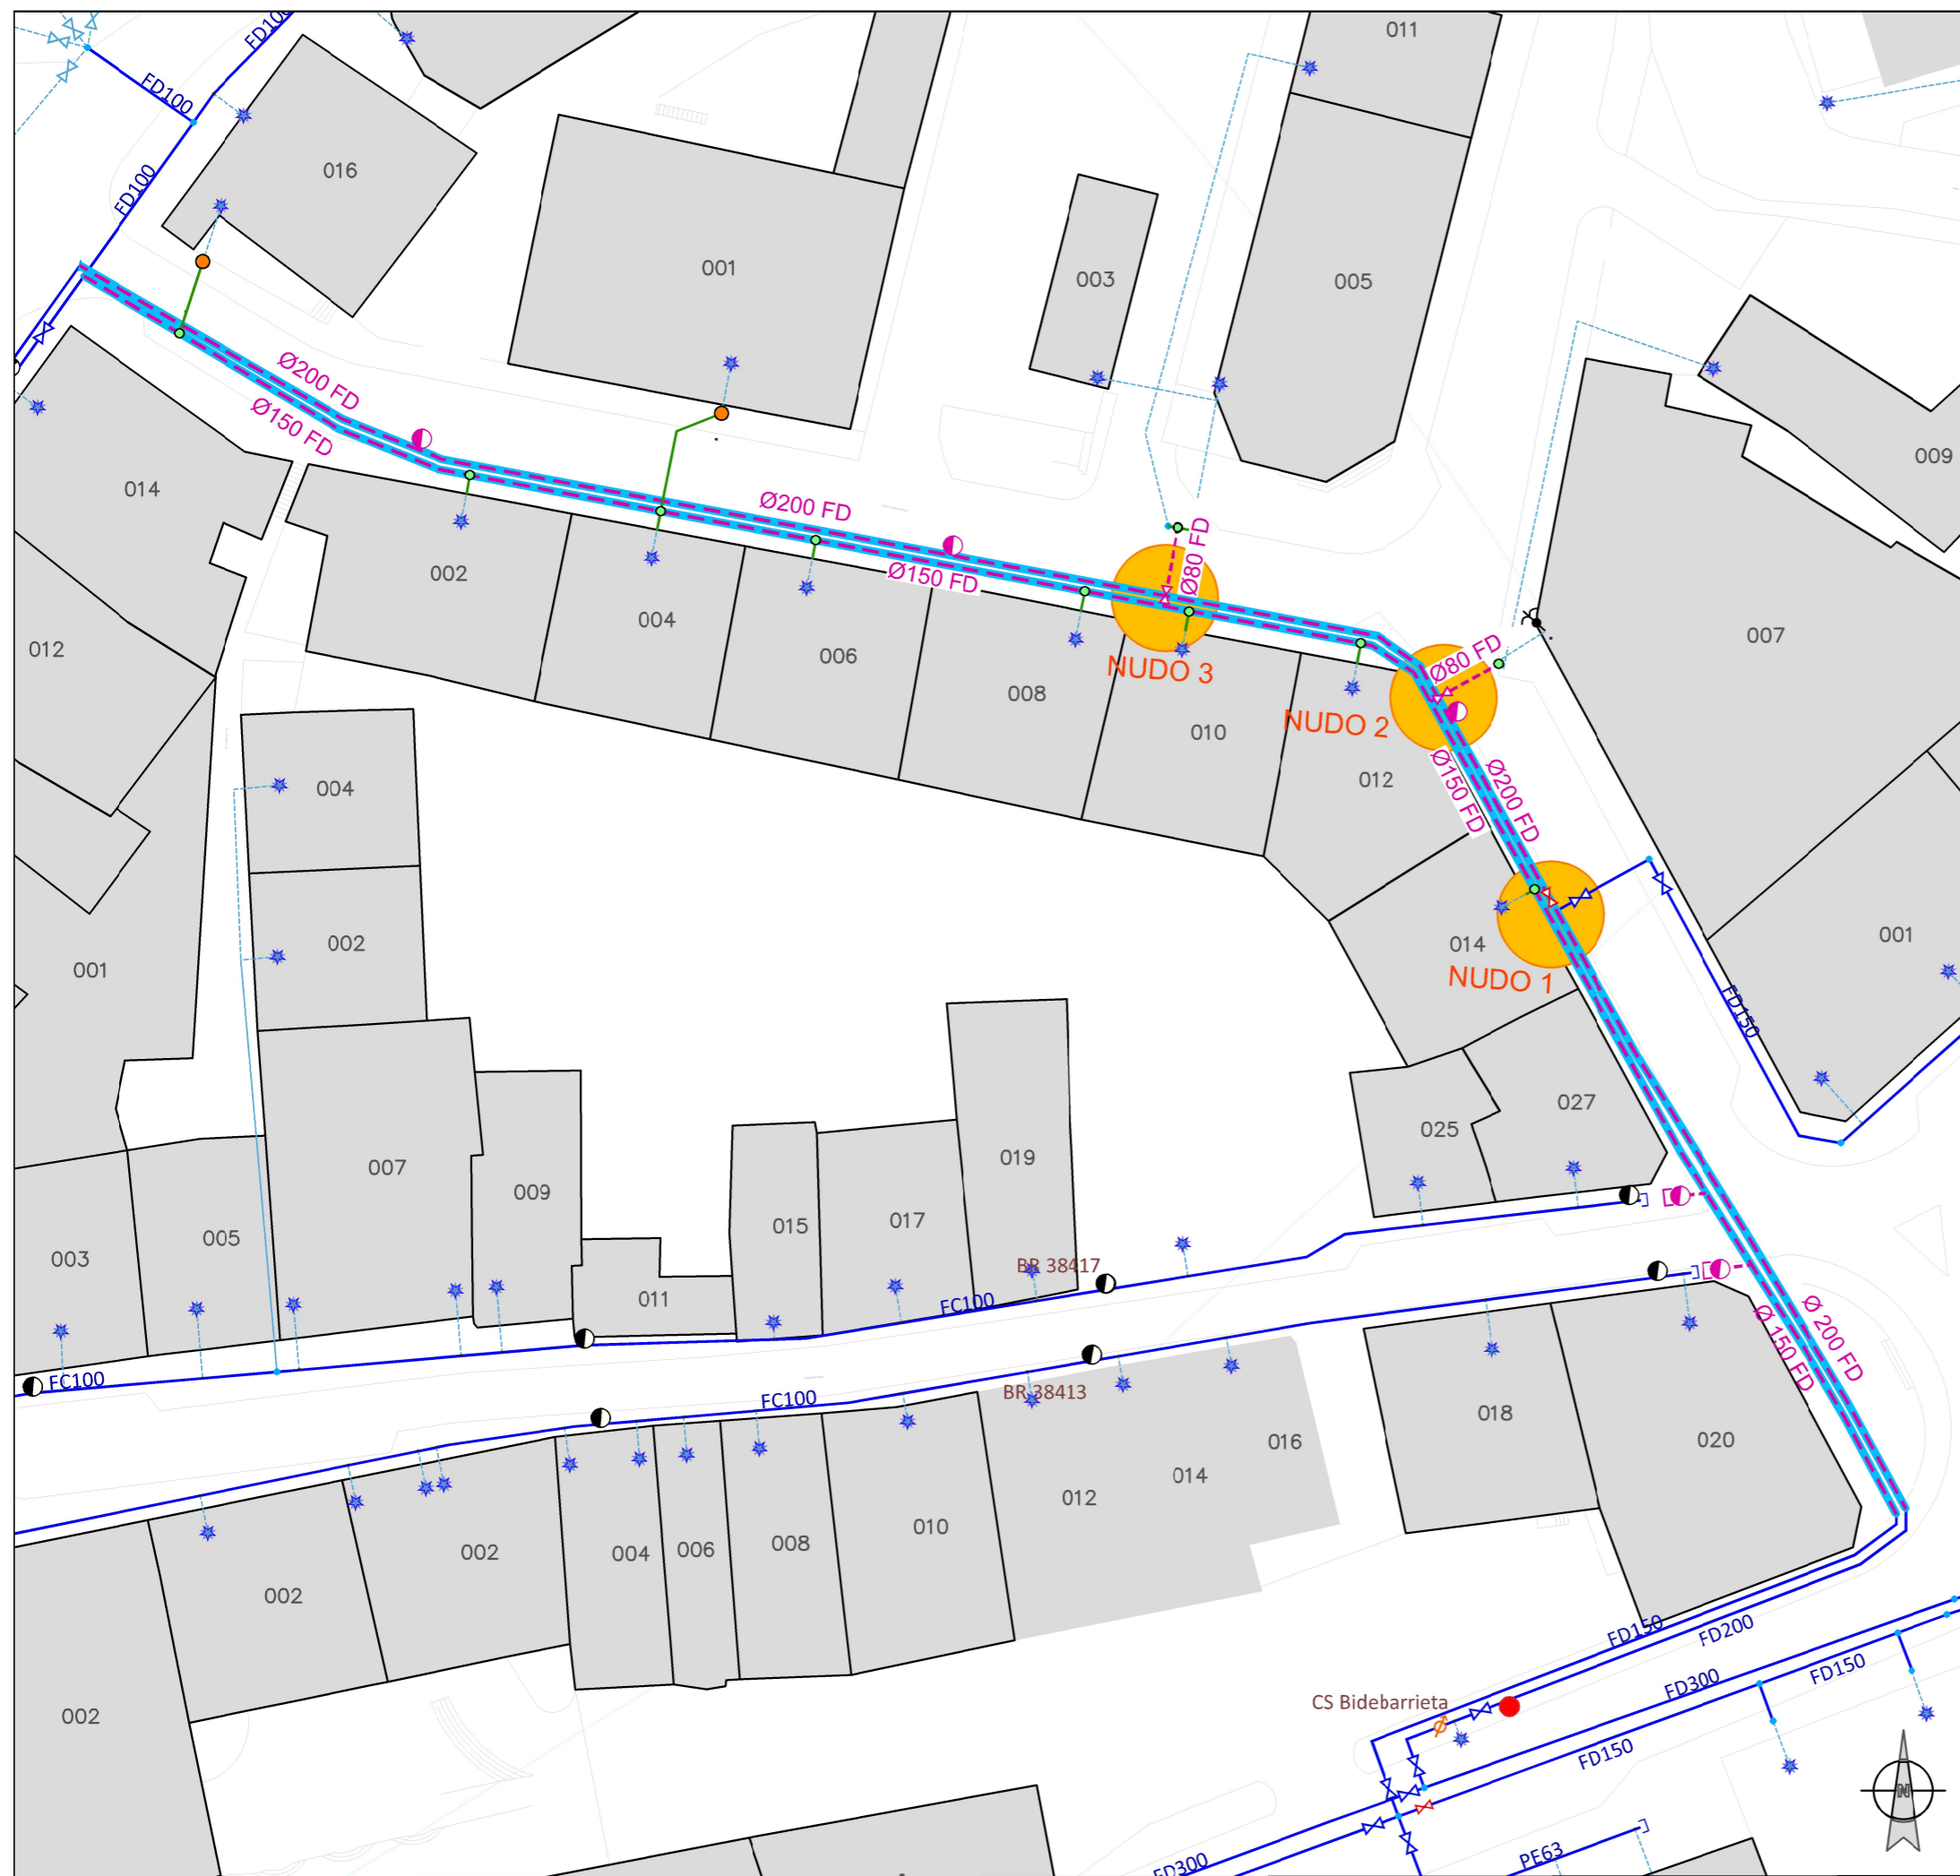 FD100
011
FD100
016
FD100
001
003
005
Ø200 FD
Ø150 FD
009
014
Ø200 FD
Ø80 FD
002
Ø150 FD
004
012
006
007
Ø80 FD
NUDO 3
008
NUDO 2
010
Ø150 FD
Ø200 FD
004
012
002
001
014
001
NUDO 1
FD150
027
025
019
007
009
017
015
005
003
BR 38417
011
FC100
Ø 200 FD
Ø 150 FD
FC100
BR 38413
FC100
018
016
020
014
012
010
008
006
004
002
002
FD150
FD200
FD150
FD300
CS Bidebarrieta
002
FD150
N
PE63
FD300